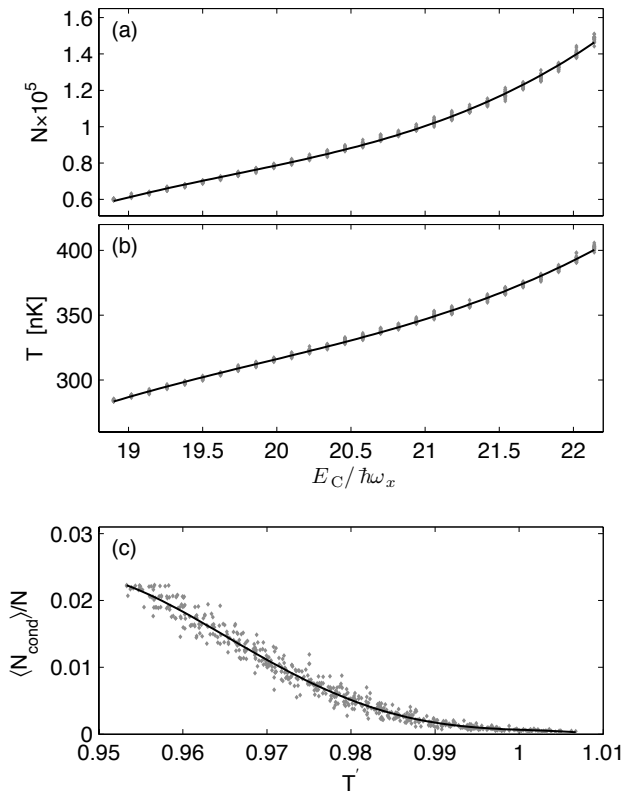 (a)
N×10⁵
1.6
1.4
1.2
1
0.8
0.6
(b)
T [nK]
400
350
300
19 19.5 20 20.5 21 21.5 22
E_C/ħω_x
(c)
⟨N_cond⟩/N
0.03
0.02
0.01
0
0.95 0.96 0.97 0.98 0.99 1 1.01
T′